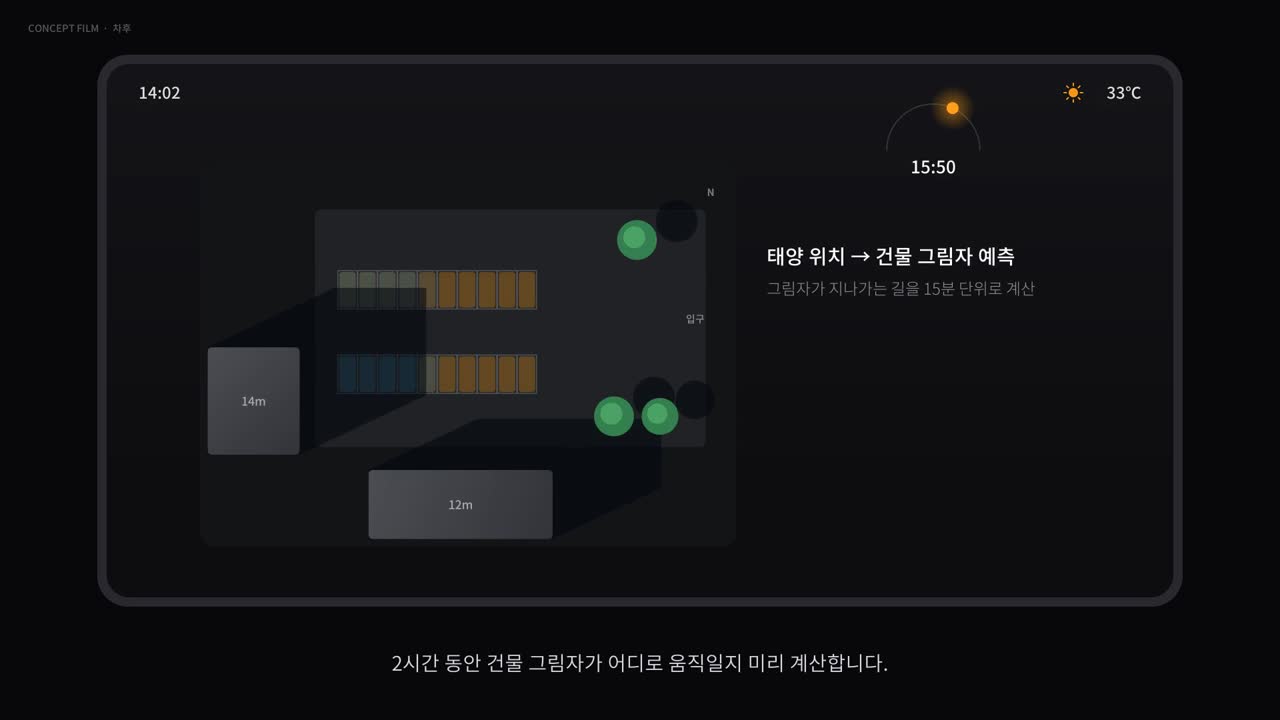 CONCEPT FILM · 차후
14:02
33°C
15:50
N
태양 위치 → 건물 그림자 예측
그림자가 지나가는 길을 15분 단위로 계산
입구
14m
12m
2시간 동안 건물 그림자가 어디로 움직일지 미리 계산합니다.